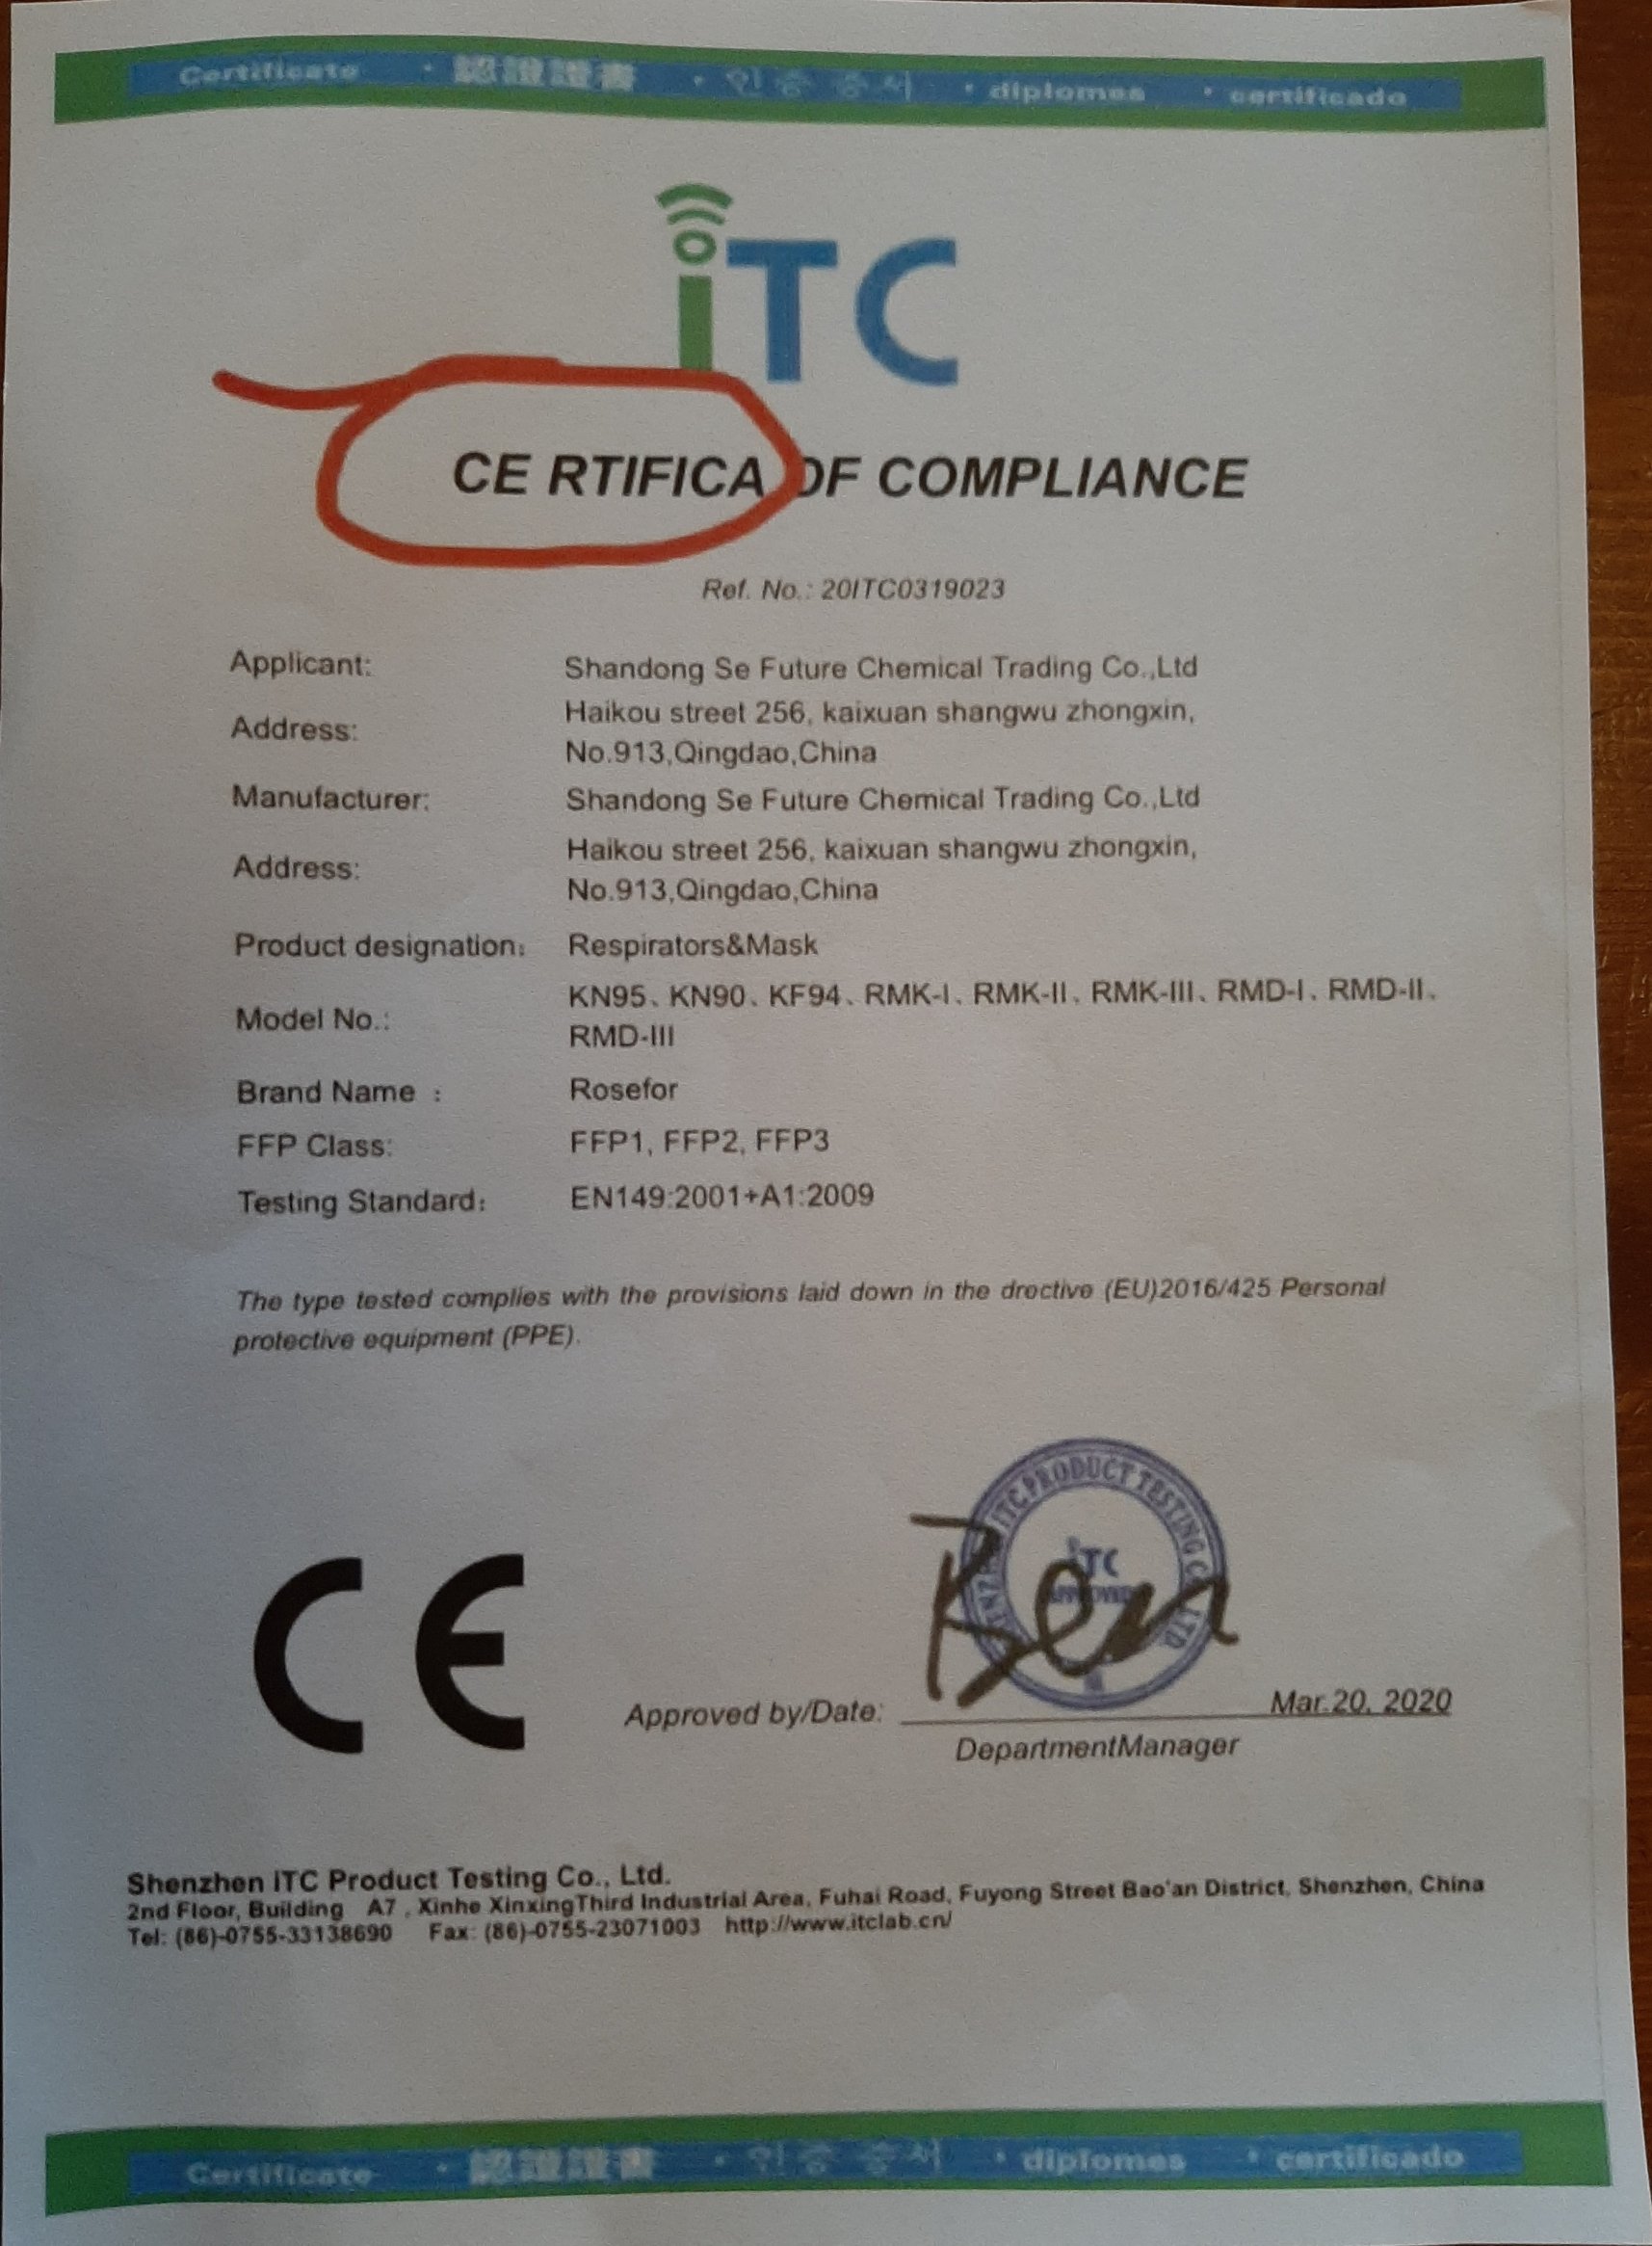 Certificate · 認證證書 · 인증 증서 · diplomes · certificado
iTC
CE RTIFICA OF COMPLIANCE
Ref. No.: 20ITC0319023
Applicant: Shandong Se Future Chemical Trading Co.,Ltd
Address: Haikou street 256, kaixuan shangwu zhongxin,
No.913,Qingdao,China
Manufacturer: Shandong Se Future Chemical Trading Co.,Ltd
Address: Haikou street 256, kaixuan shangwu zhongxin,
No.913,Qingdao,China
Product designation: Respirators&Mask
Model No.: KN95、KN90、KF94、RMK-I、RMK-II、RMK-III、RMD-I、RMD-II、
RMD-III
Brand Name : Rosefor
FFP Class: FFP1, FFP2, FFP3
Testing Standard: EN149:2001+A1:2009
The type tested complies with the provisions laid down in the drective (EU)2016/425 Personal
protective equipment (PPE).
CE
ITC PRODUCT TESTING CO., LTD
iTC
APPROVED
Ben
Approved by/Date: Mar.20, 2020
DepartmentManager
Shenzhen iTC Product Testing Co., Ltd.
2nd Floor, Building A7 , Xinhe XinxingThird Industrial Area, Fuhai Road, Fuyong Street Bao'an District, Shenzhen, China
Tel: (86)-0755-33138690 Fax: (86)-0755-23071003 http://www.itclab.cn/
Certificate · 認證證書 · 인증 증서 · diplomes · certificado